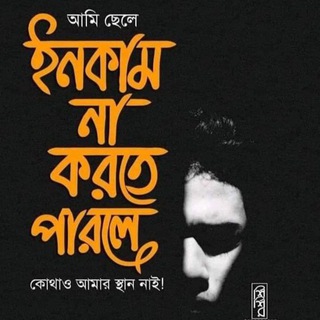 আমি ছেলে
ইনকাম
না
করতে
পারলে
কোথাও আমার স্থান নাই!